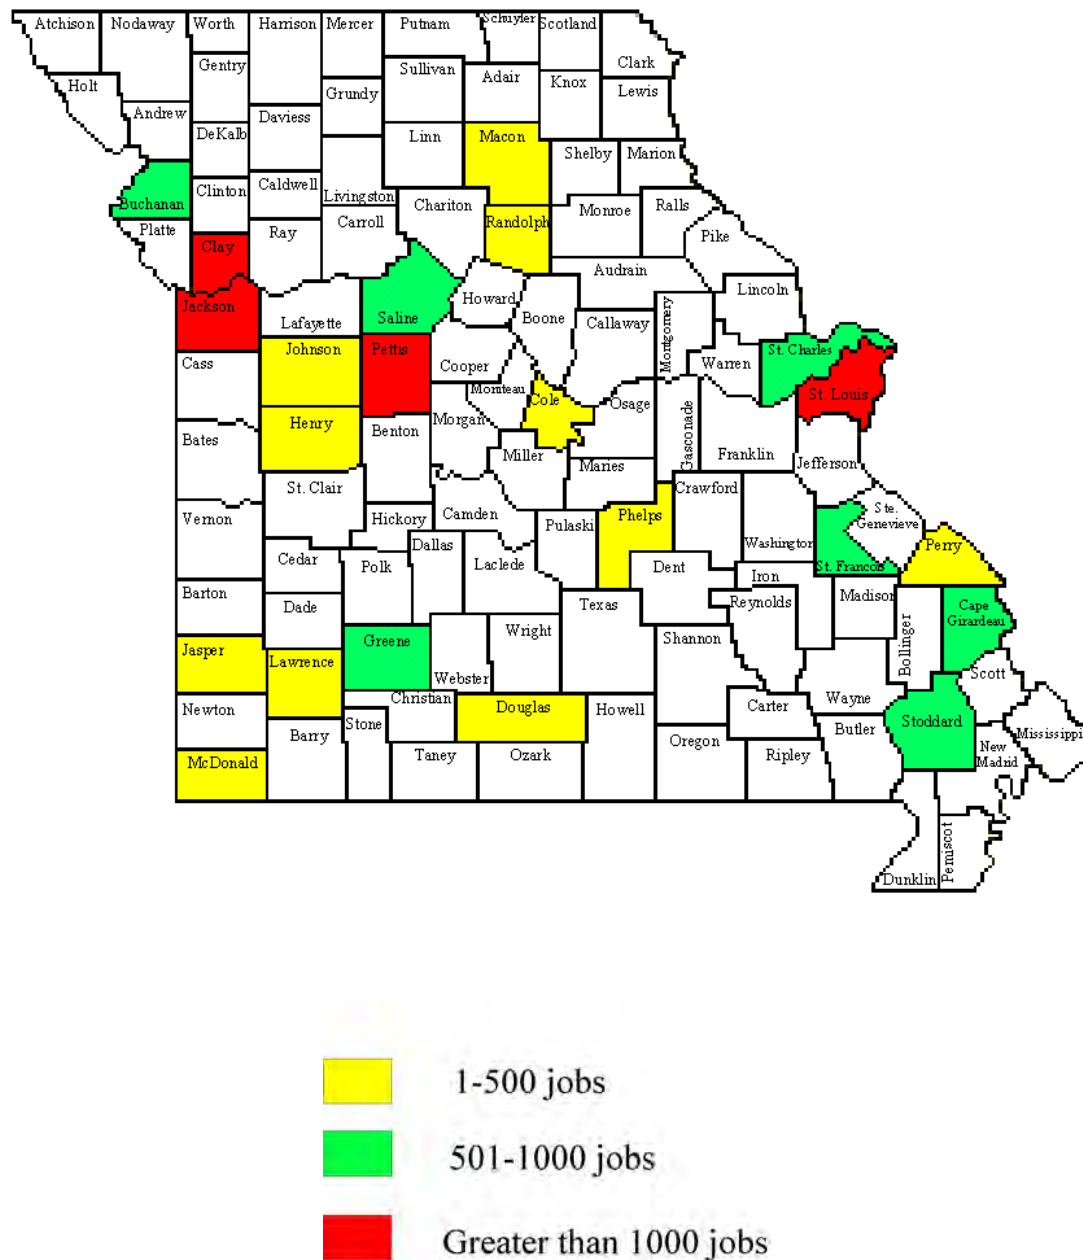 Atchison
Nodaway
Worth
Harrison
Mercer
Putnam
Schuyler
Scotland
Clark
Holt
Gentry
Sullivan
Adair
Knox
Lewis
Andrew
Grundy
DeKalb
Daviess
Linn
Macon
Shelby
Marion
Buchanan
Clinton
Caldwell
Livingston
Chariton
Randolph
Monroe
Ralls
Platte
Clay
Ray
Carroll
Pike
Audrain
Jackson
Lafayette
Saline
Howard
Boone
Callaway
Montgomery
Lincoln
Cass
Johnson
Pettis
Cooper
Moniteau
Warren
St. Charles
St. Louis
Bates
Henry
Benton
Morgan
Cole
Osage
Gasconade
Franklin
Jefferson
Miller
Maries
St. Clair
Crawford
Vernon
Hickory
Camden
Pulaski
Phelps
Washington
Ste.
Genevieve
St. Francois
Perry
Cedar
Polk
Dallas
Laclede
Dent
Iron
Barton
Dade
Texas
Reynolds
Madison
Bollinger
Cape
Girardeau
Jasper
Lawrence
Greene
Webster
Wright
Shannon
Scott
Newton
Christian
Douglas
Howell
Carter
Wayne
Stoddard
Mississippi
Barry
Stone
Taney
Ozark
Oregon
Ripley
Butler
New
Madrid
McDonald
Dunklin
Pemiscot
1-500 jobs
501-1000 jobs
Greater than 1000 jobs